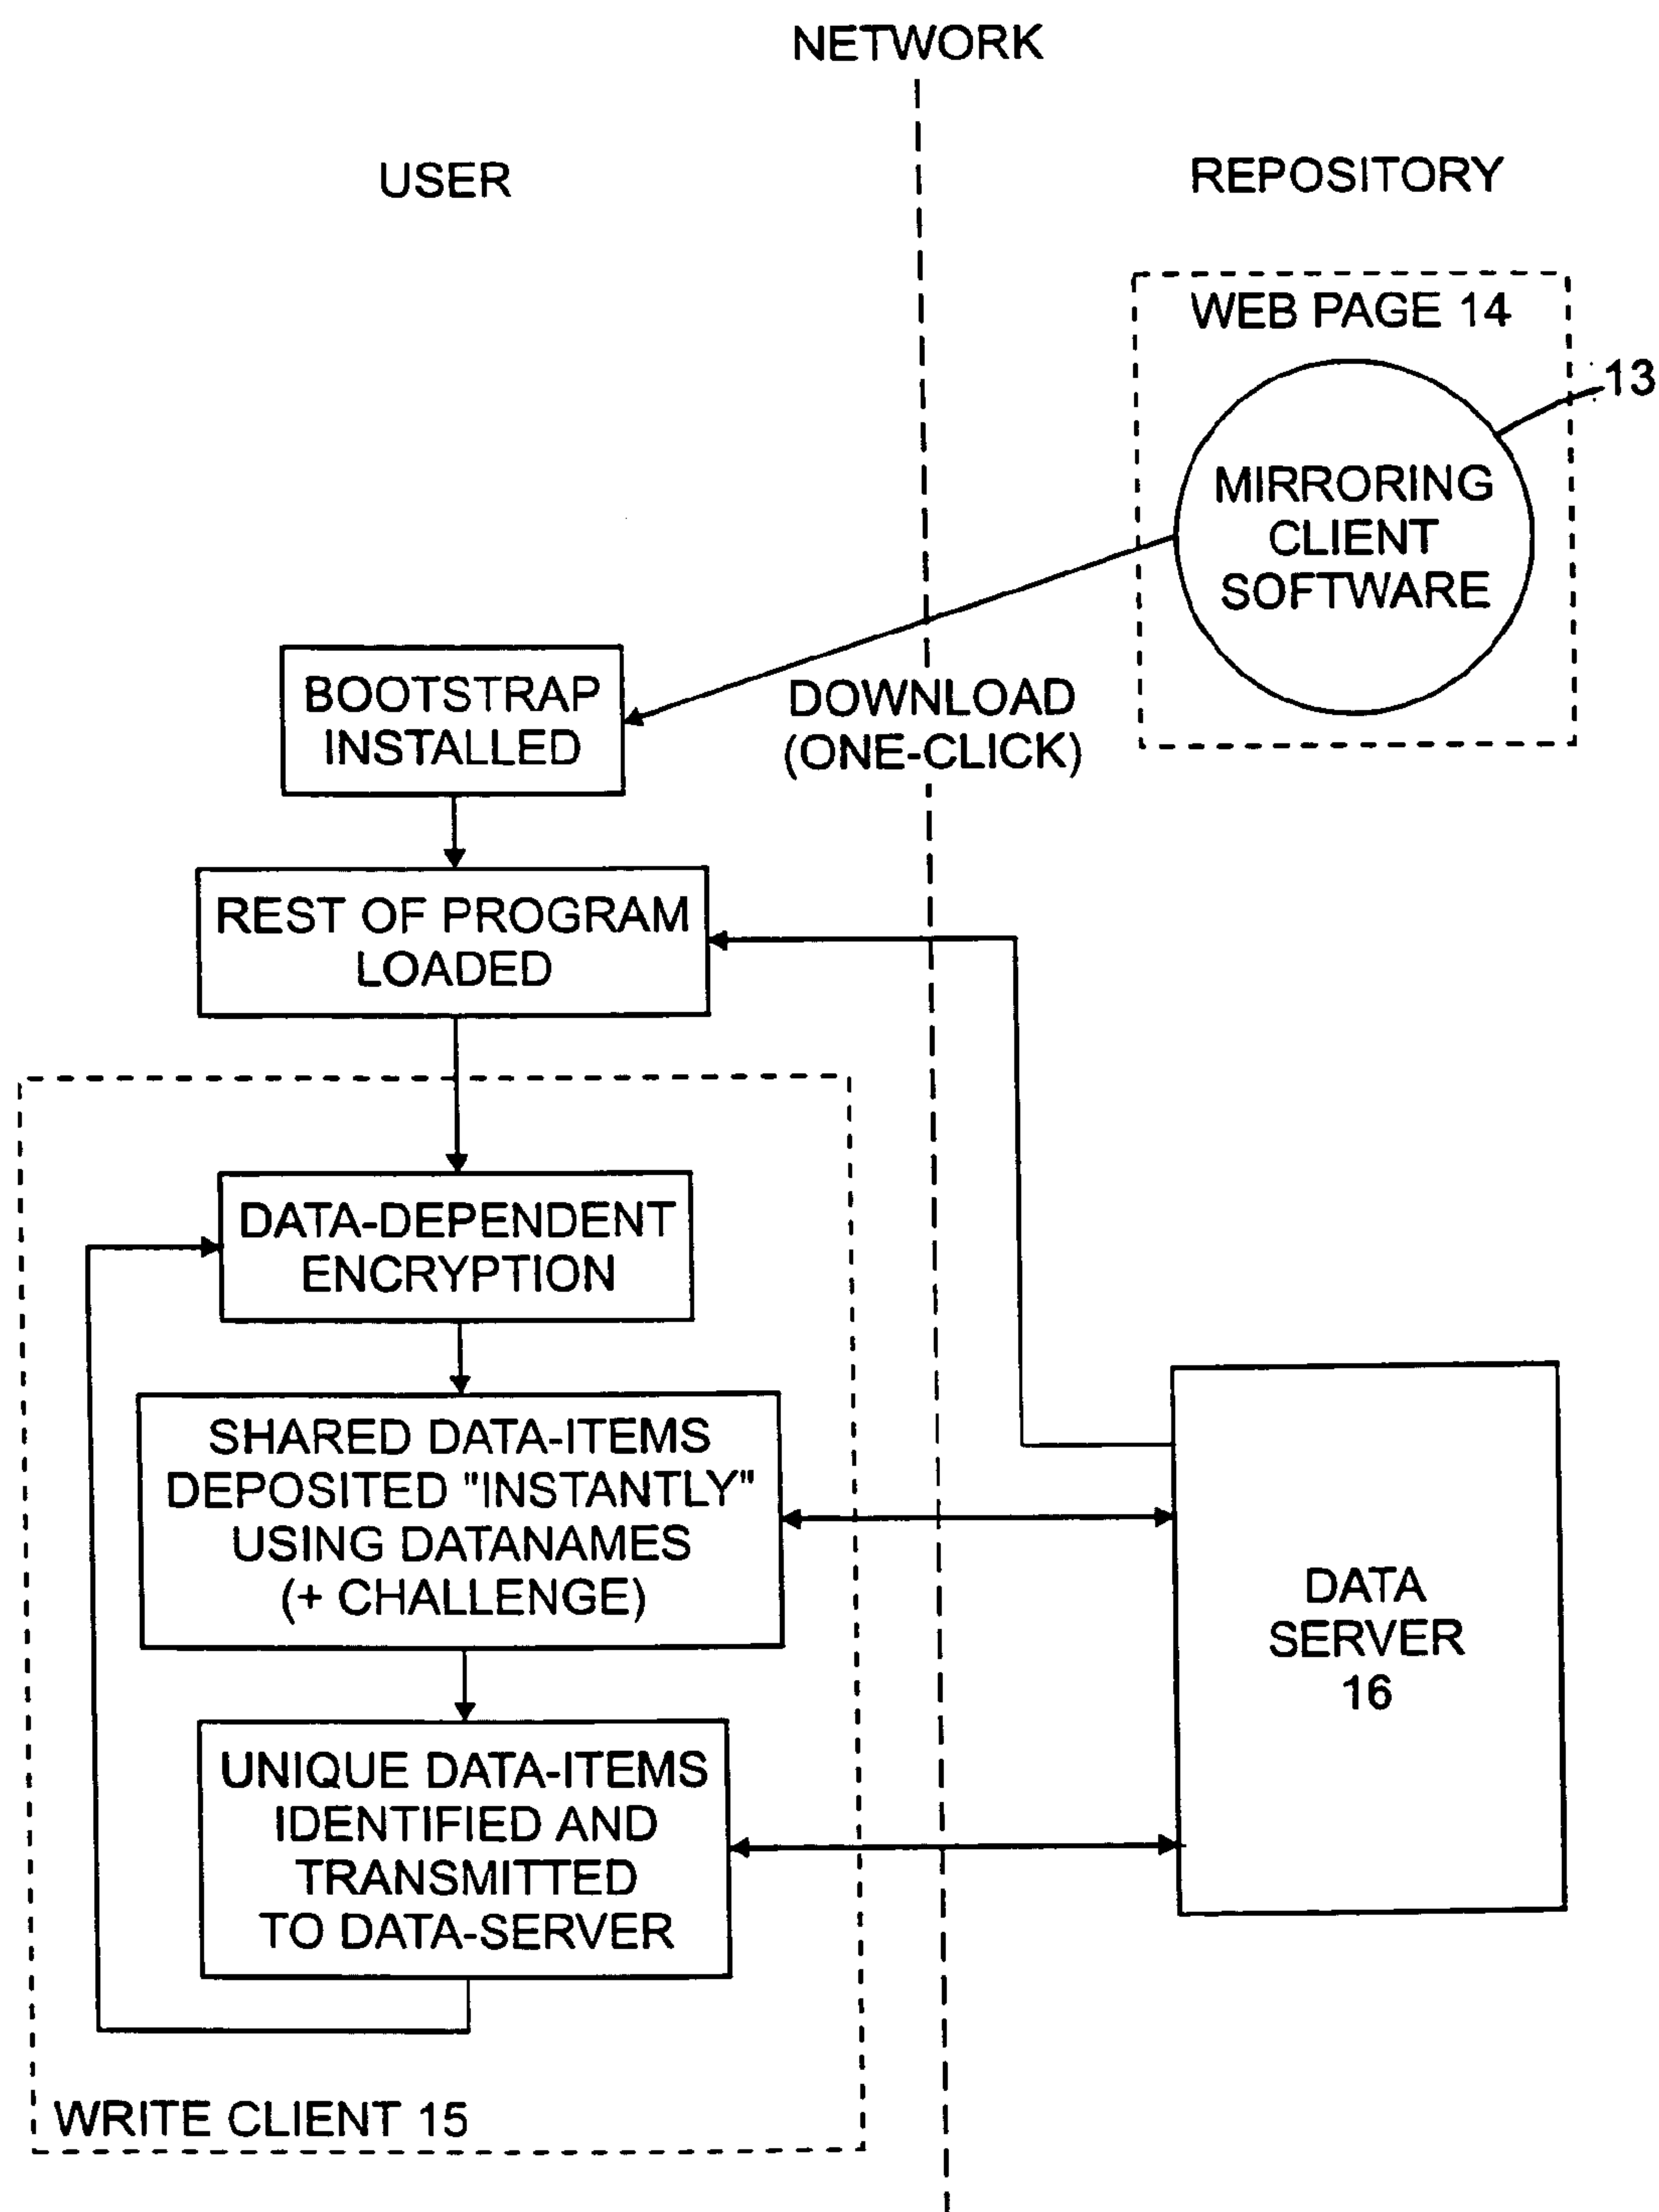 NETWORK
USER
REPOSITORY
WEB PAGE 14
13
MIRRORING
CLIENT
SOFTWARE
BOOTSTRAP
INSTALLED
DOWNLOAD
(ONE-CLICK)
REST OF PROGRAM
LOADED
DATA-DEPENDENT
ENCRYPTION
SHARED DATA-ITEMS
DEPOSITED "INSTANTLY"
USING DATANAMES
(+ CHALLENGE)
DATA
SERVER
16
UNIQUE DATA-ITEMS
IDENTIFIED AND
TRANSMITTED
TO DATA-SERVER
WRITE CLIENT 15